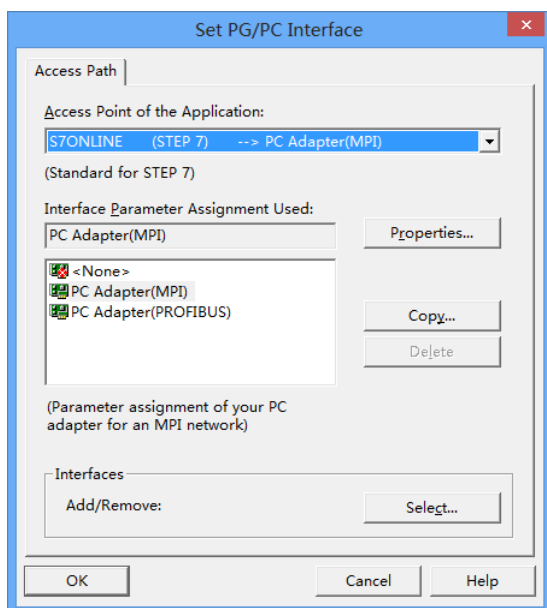 Set PG/PC Interface
Access Path
Access Point of the Application:
S7ONLINE (STEP 7) --> PC Adapter(MPI)
(Standard for STEP 7)
Interface Parameter Assignment Used:
PC Adapter(MPI)
Properties...
<None>
PC Adapter(MPI)
PC Adapter(PROFIBUS)
Copy...
Delete
(Parameter assignment of your PC
adapter for an MPI network)
Interfaces
Add/Remove:
Select...
OK
Cancel
Help